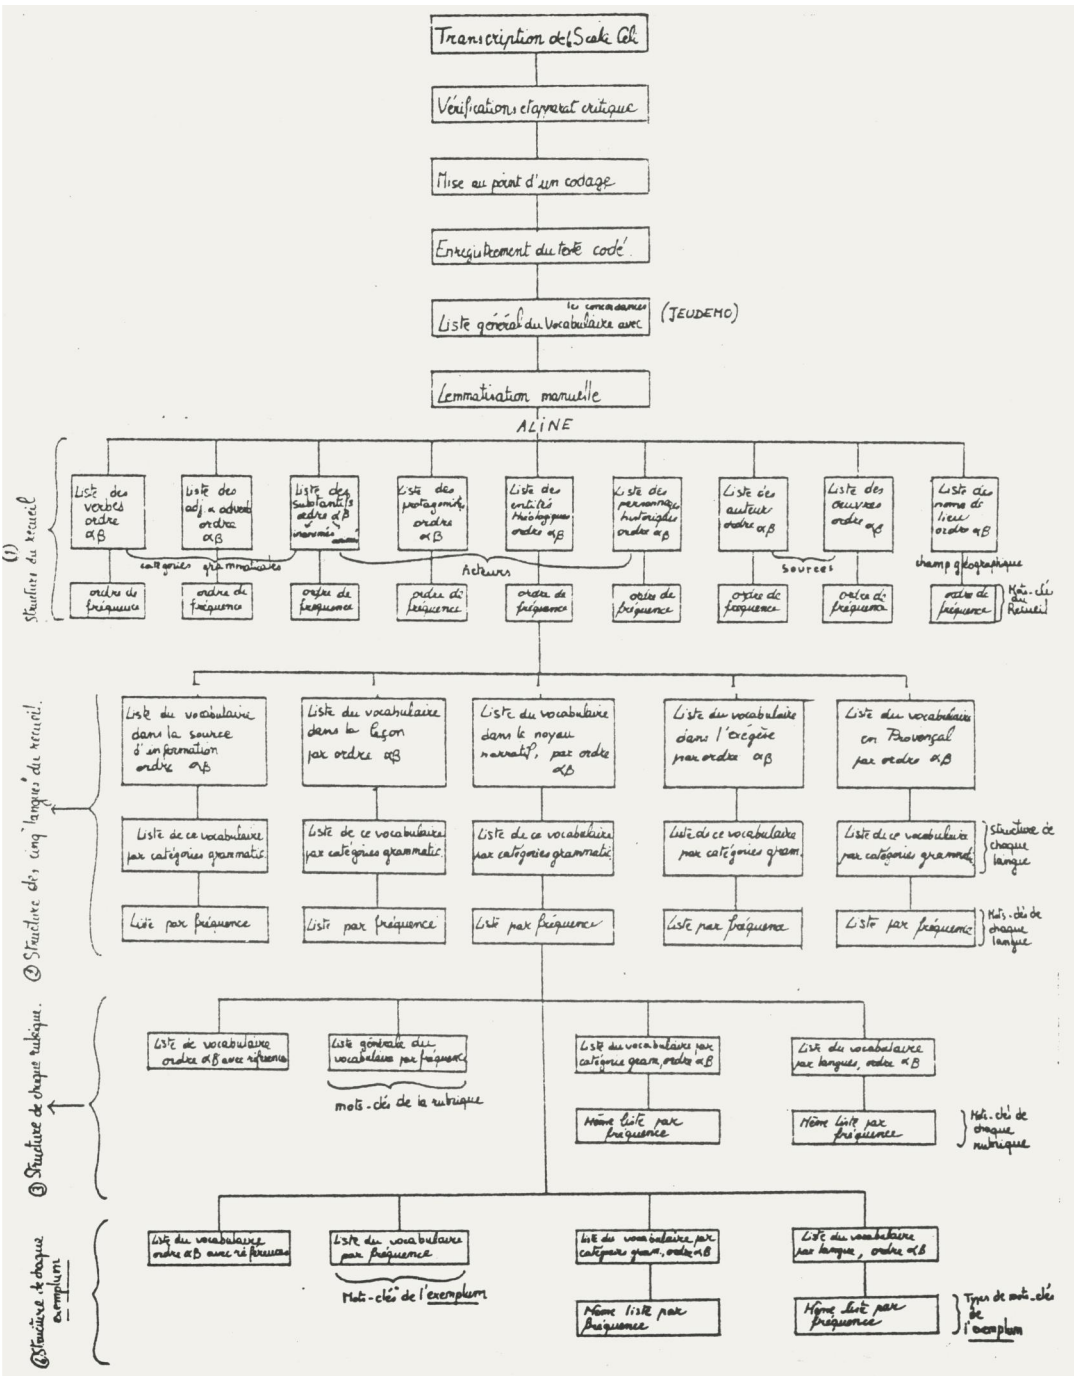 Transcription de la Scala Celi
Vérifications et apparat critique
Mise au point d'un codage
Enregistrement du texte codé.
les concordances
Liste général du Vocabulaire avec
(JEUDEMO)
Lemmatisation manuelle
ALINE
(1)
Structure du recueil
Liste des
verbes
ordre
αβ
Liste des
adj. & adverb
ordre
αβ
Liste des
substantifs
ordre αβ
inanimés animés
Liste des
protagonistes
ordre
αβ
Liste des
entités
théologiques
ordre αβ
Liste des
personnages
historiques
ordre αβ
Liste des
auteurs
ordre αβ
Liste des
œuvres
ordre αβ
Liste des
noms de
lieu
ordre αβ
catégories grammaticales
Acteurs
Sources
champ géographique
ordre de
fréquence
ordre de
fréquence
ordre de
fréquence
ordre de
fréquence
ordre de
fréquence
ordre de
fréquence
ordre de
fréquence
ordre de
fréquence
ordre de
fréquence
Mots-clé
du
Recueil
② Structure des cinq langues du recueil.
Liste du vocabulaire
dans la source
d'information
ordre αβ
Liste du vocabulaire
dans la leçon
par ordre αβ
Liste du vocabulaire
dans le noyau
narratif, par ordre
αβ
Liste du vocabulaire
dans l'exégèse
par ordre αβ
Liste du vocabulaire
en Provençal
par ordre αβ
Liste de ce vocabulaire
par catégories grammatic.
Liste de ce vocabulaire
par catégories grammatic.
Liste de ce vocabulaire
par catégories grammatic.
Liste de ce vocabulaire
par catégories gram.
Liste de ce vocabulaire
par catégories grammati
Structure de
chaque
langue
Liste par fréquence
Liste par fréquence
Liste par fréquence
Liste par fréquence
Liste par fréquence
Mots-clés de
chaque
langue
③ Structure de chaque rubrique.
Liste de vocabulaire
ordre αβ avec références
Liste générale du
vocabulaire par fréquence
mots-clés de la rubrique
Liste du vocabulaire par
catégorie gram, ordre αβ
Liste du vocabulaire
par langues, ordre αβ
Même liste par
fréquence
Même liste par
fréquence
Mots-clés de
chaque
rubrique
④ Structure de chaque
exemplum
Liste du vocabulaire
ordre αβ avec références
Liste du vocabulaire
par fréquence
Mots-clés de l'exemplum
Liste du vocabulaire par
catégories gram, ordre αβ
Liste du vocabulaire
par langue, ordre αβ
Même liste par
fréquence
Même liste par
fréquence
Types de mots-clés
de
l'exemplum